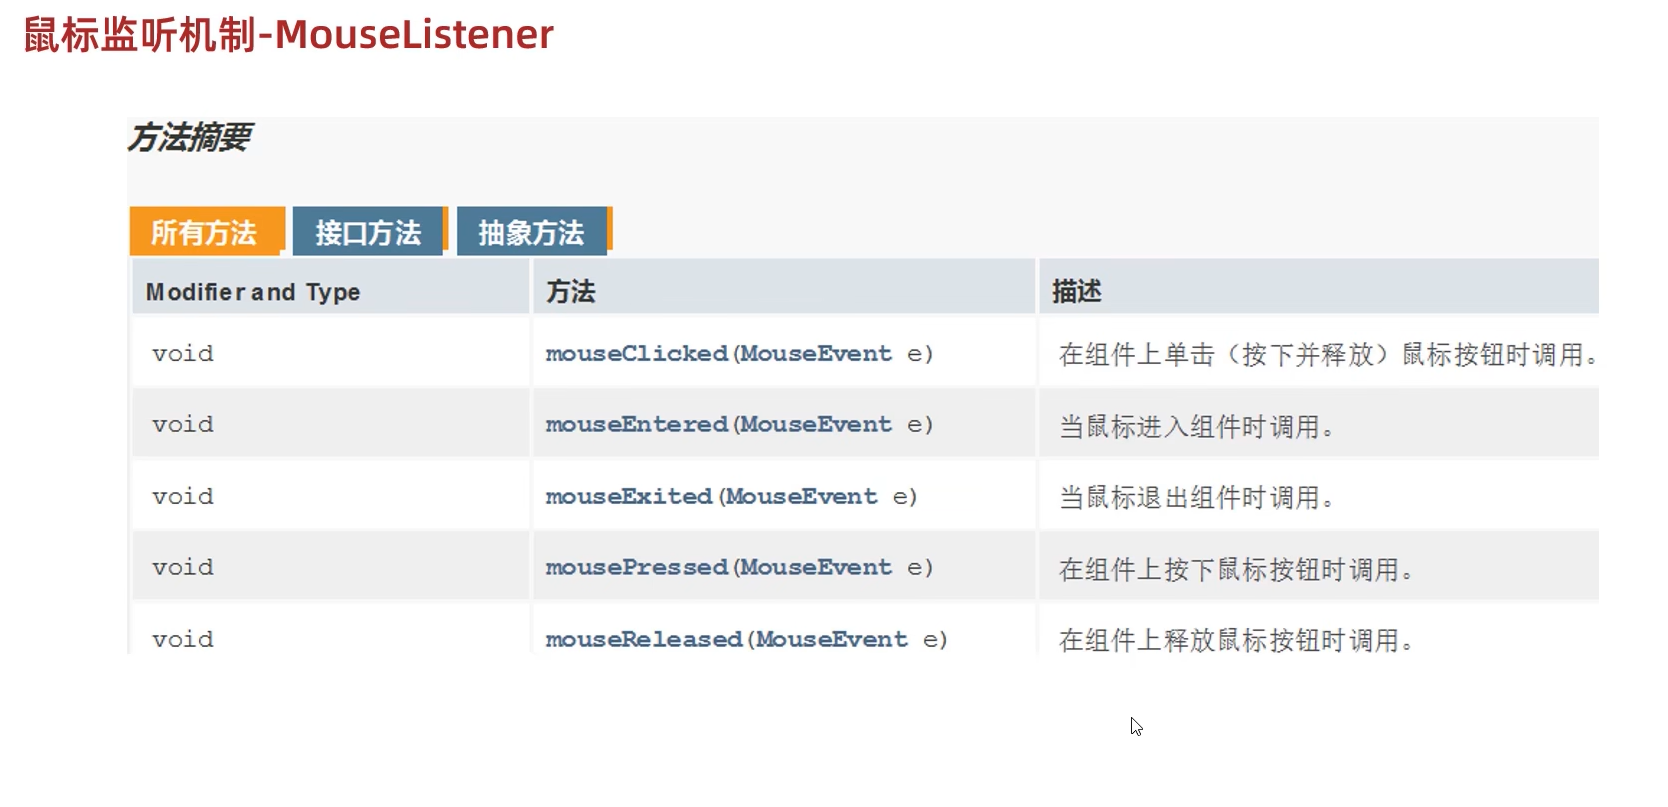 鼠标监听机制-MouseListener
方法摘要
所有方法 接口方法 抽象方法
Modifier and Type 方法 描述
void mouseClicked(MouseEvent e) 在组件上单击（按下并释放）鼠标按钮时调用。
void mouseEntered(MouseEvent e) 当鼠标进入组件时调用。
void mouseExited(MouseEvent e) 当鼠标退出组件时调用。
void mousePressed(MouseEvent e) 在组件上按下鼠标按钮时调用。
void mouseReleased(MouseEvent e) 在组件上释放鼠标按钮时调用。